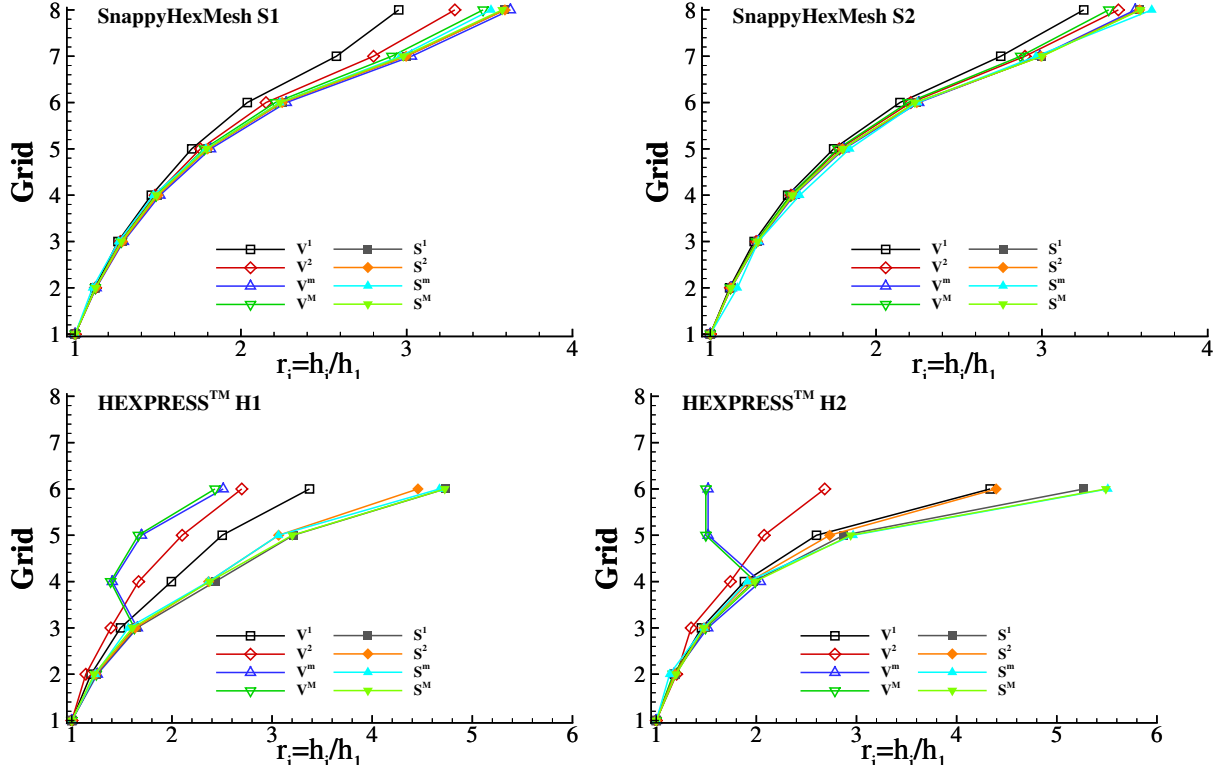 SnappyHexMesh S1
8
7
6
5
4
3
2
1
Grid
V¹ S¹
V² S²
Vᵐ Sᵐ
Vᴹ Sᴹ
1 2 3 4
rᵢ=hᵢ/h₁
SnappyHexMesh S2
8
7
6
5
4
3
2
1
Grid
V¹ S¹
V² S²
Vᵐ Sᵐ
Vᴹ Sᴹ
1 2 3 4
rᵢ=hᵢ/h₁
HEXPRESS™ H1
8
7
6
5
4
3
2
1
Grid
V¹ S¹
V² S²
Vᵐ Sᵐ
Vᴹ Sᴹ
1 2 3 4 5 6
rᵢ=hᵢ/h₁
HEXPRESS™ H2
8
7
6
5
4
3
2
1
Grid
V¹ S¹
V² S²
Vᵐ Sᵐ
Vᴹ Sᴹ
1 2 3 4 5 6
rᵢ=hᵢ/h₁